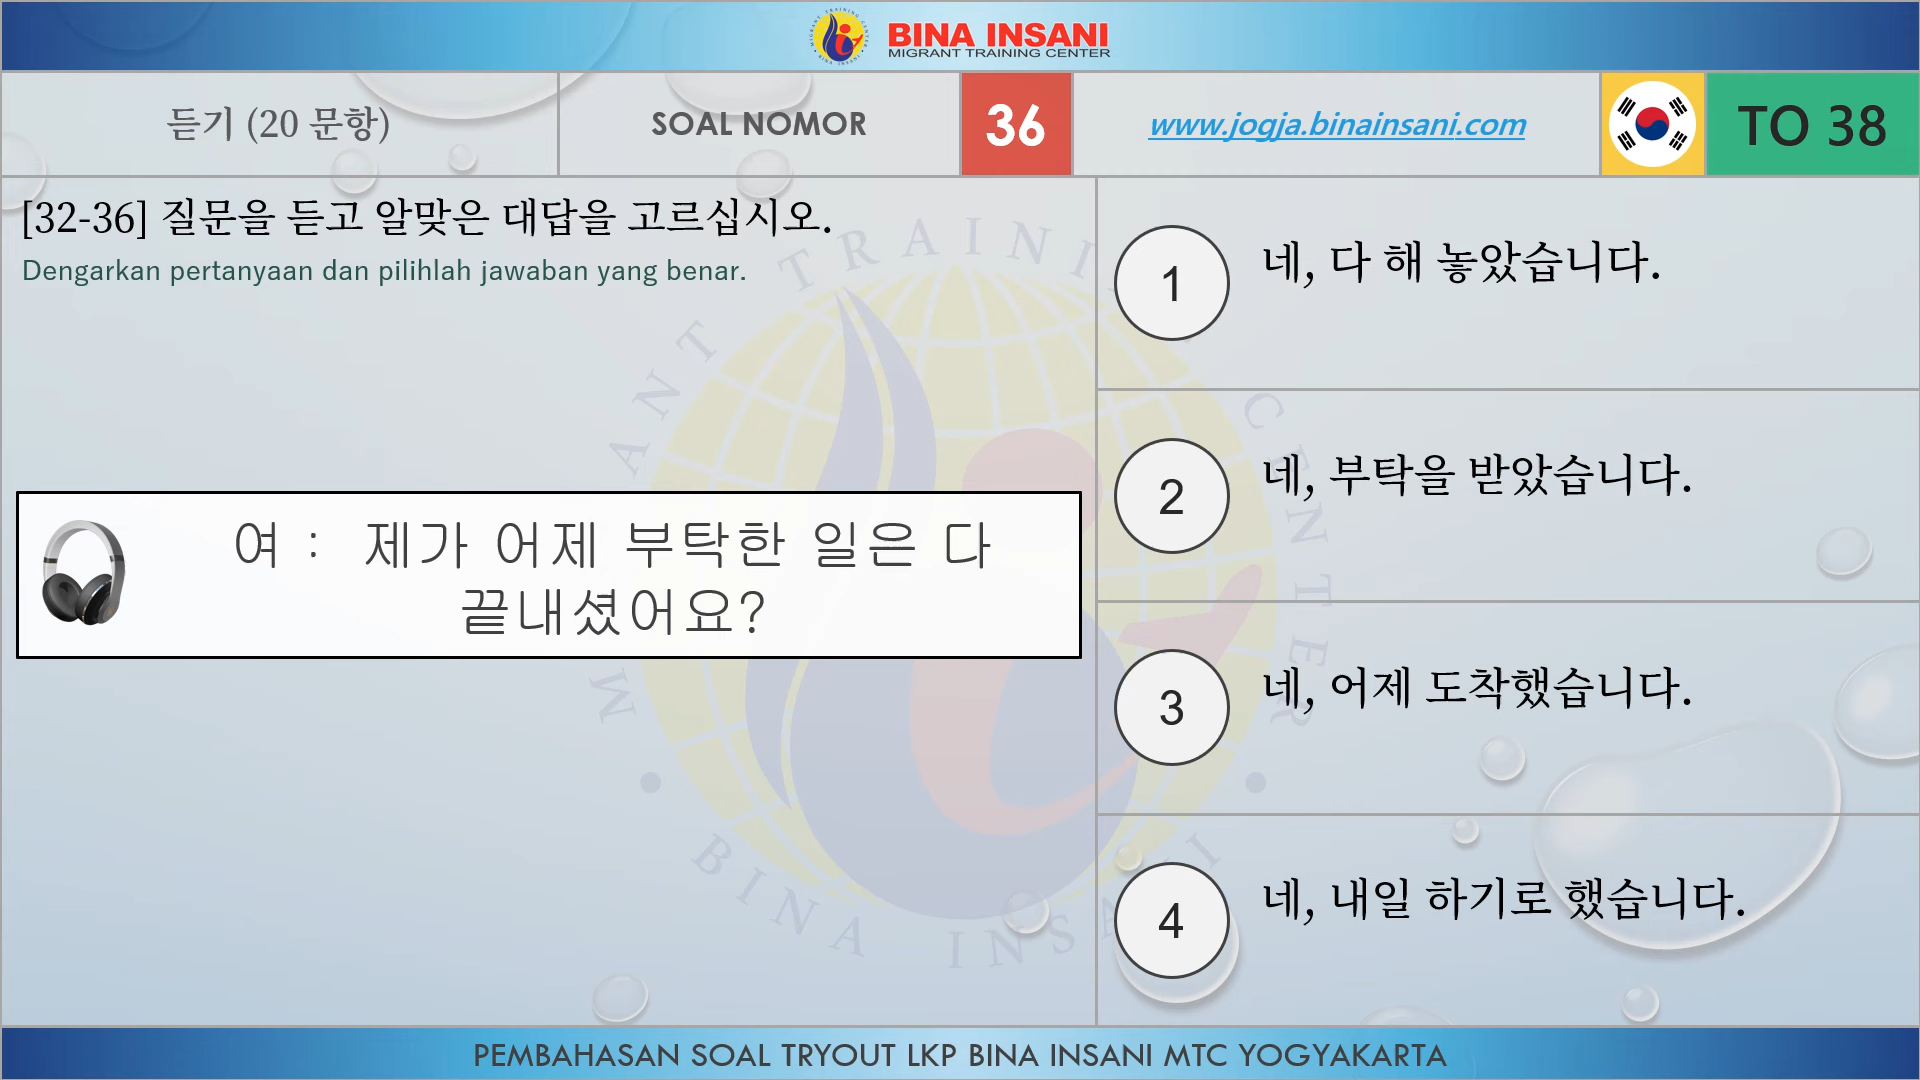 BINA INSANI
MIGRANT TRAINING CENTER
듣기 (20 문항)
SOAL NOMOR
36
www.jogja.binainsani.com
TO 38
[32-36] 질문을 듣고 알맞은 대답을 고르십시오.
Dengarkan pertanyaan dan pilihlah jawaban yang benar.
여 : 제가 어제 부탁한 일은 다
끝내셨어요?
1 네, 다 해 놓았습니다.
2 네, 부탁을 받았습니다.
3 네, 어제 도착했습니다.
4 네, 내일 하기로 했습니다.
PEMBAHASAN SOAL TRYOUT LKP BINA INSANI MTC YOGYAKARTA